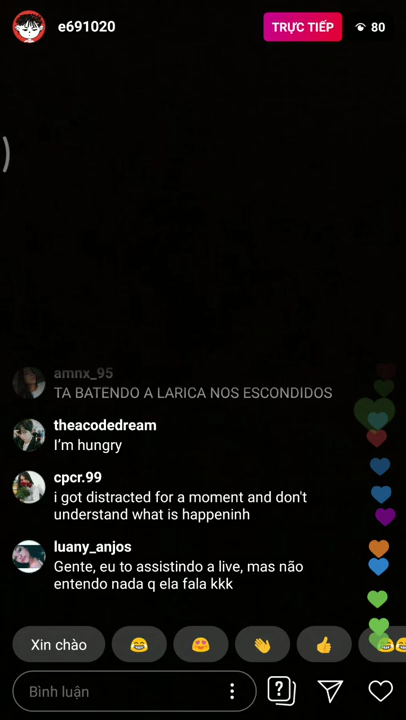 e691020
TRỰC TIẾP
80
amnx_95
TA BATENDO A LARICA NOS ESCONDIDOS
theacodedream
I'm hungry
cpcr.99
i got distracted for a moment and don't
understand what is happeninh
luany_anjos
Gente, eu to assistindo a live, mas não
entendo nada q ela fala kkk
Xin chào
Bình luận